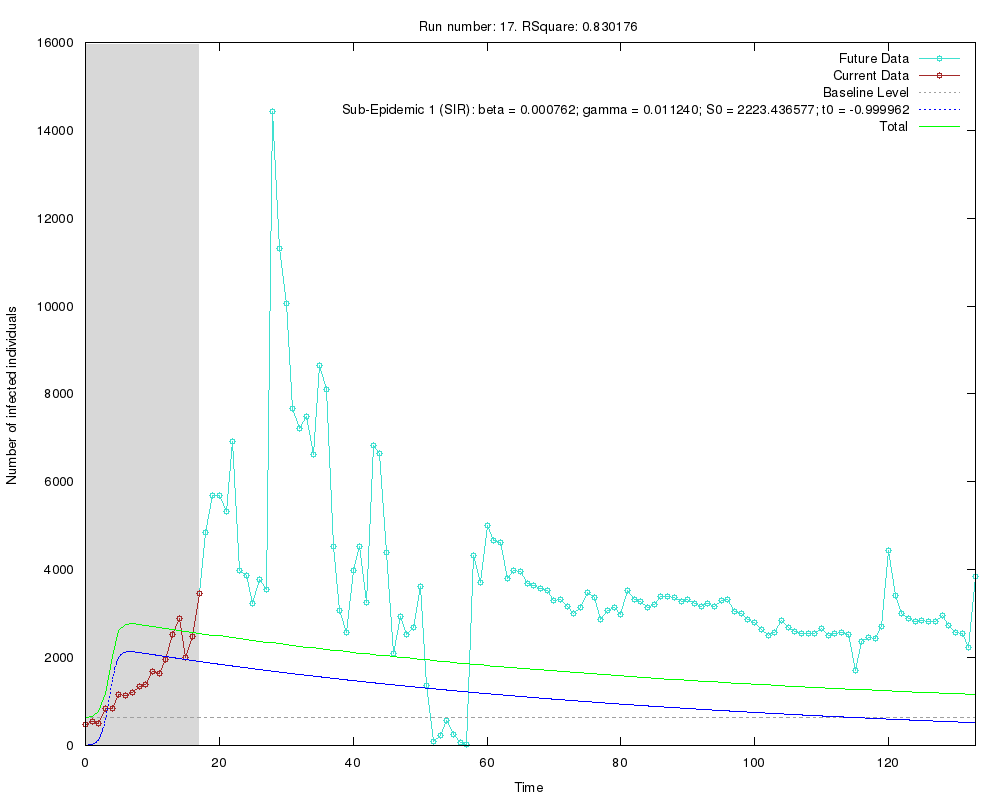 Run number: 17. RSquare: 0.830176
Future Data
Current Data
Baseline Level
Sub-Epidemic 1 (SIR): beta = 0.000762; gamma = 0.011240; S0 = 2223.436577; t0 = -0.999962
Total
Number of infected individuals
16000
14000
12000
10000
8000
6000
4000
2000
0
0 20 40 60 80 100 120
Time